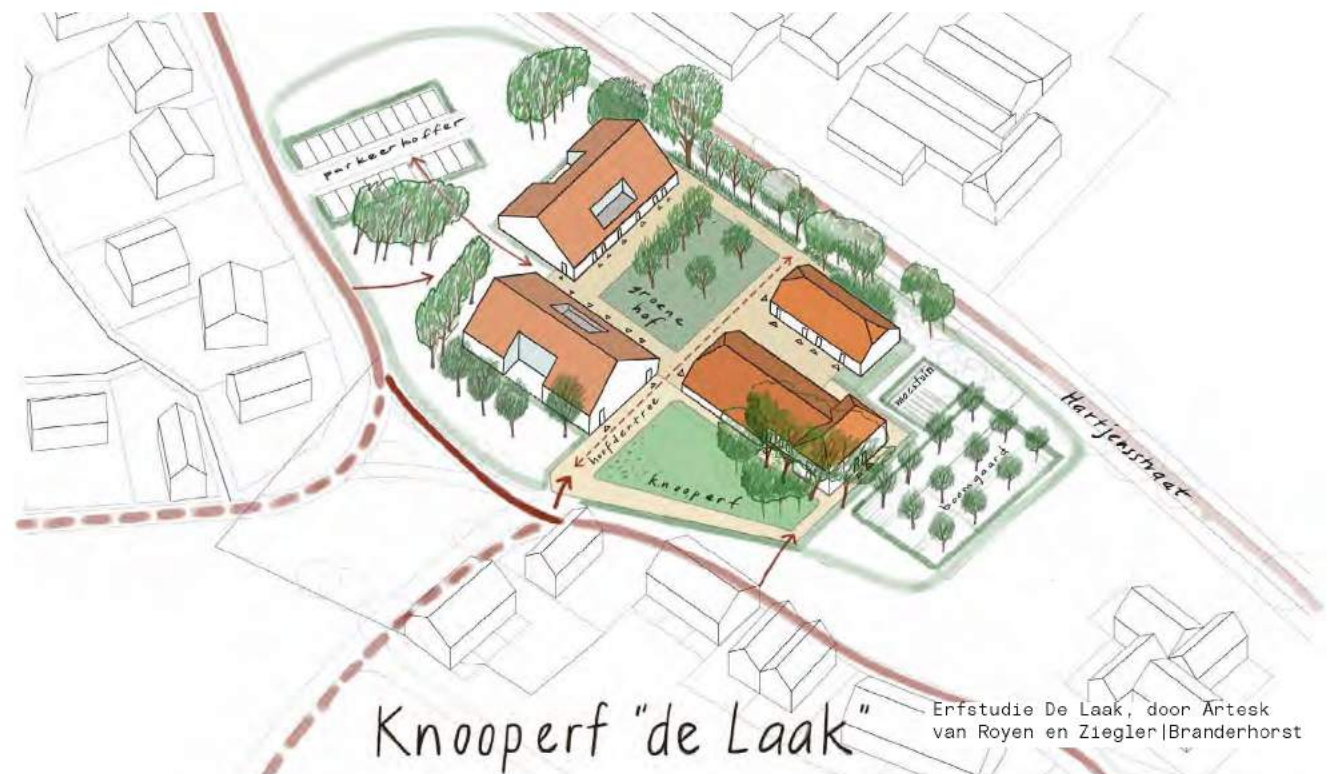 parkeerhoffer
groene
hof
moestuin
Hartjensstraat
boomgaard
hoofdentree
knooperf
Knooperf "de Laak"
Erfstudie De Laak, door Artesk
van Royen en Ziegler|Branderhorst